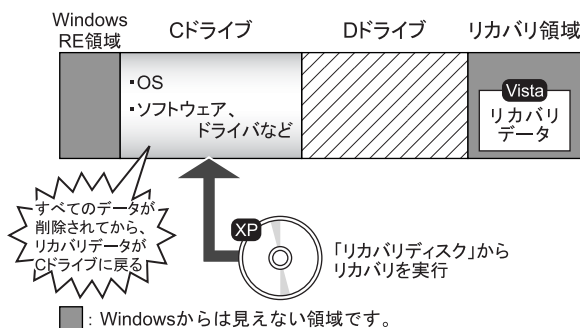 Windows
RE領域
Cドライブ
Dドライブ
リカバリ領域
・OS
・ソフトウェア、
ドライバなど
Vista
リカバリ
データ
すべてのデータが
削除されてから、
リカバリデータが
Cドライブに戻る
XP
「リカバリディスク」から
リカバリを実行
：Windowsからは見えない領域です。